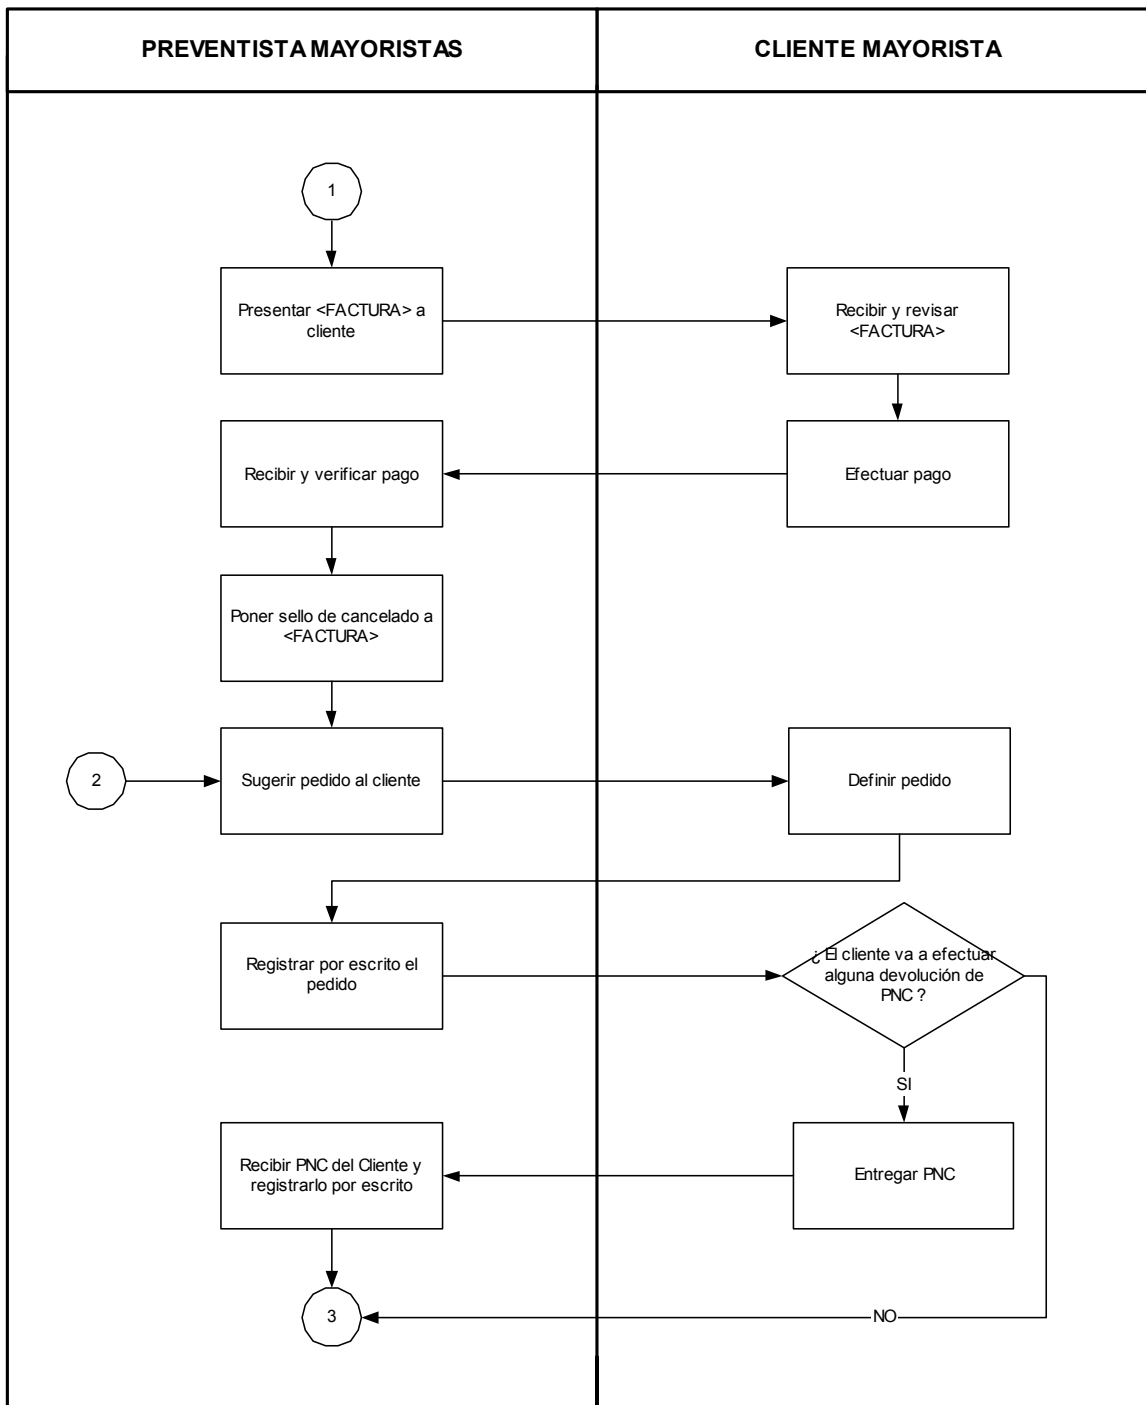 PREVENTISTA MAYORISTAS
CLIENTE MAYORISTA
1
Presentar <FACTURA> a
cliente
Recibir y revisar
<FACTURA>
Recibir y verificar pago
Efectuar pago
Poner sello de cancelado a
<FACTURA>
2
Sugerir pedido al cliente
Definir pedido
Registrar por escrito el
pedido
¿ El cliente va a efectuar
alguna devolución de
PNC ?
SI
Recibir PNC del Cliente y
registrarlo por escrito
Entregar PNC
3
NO